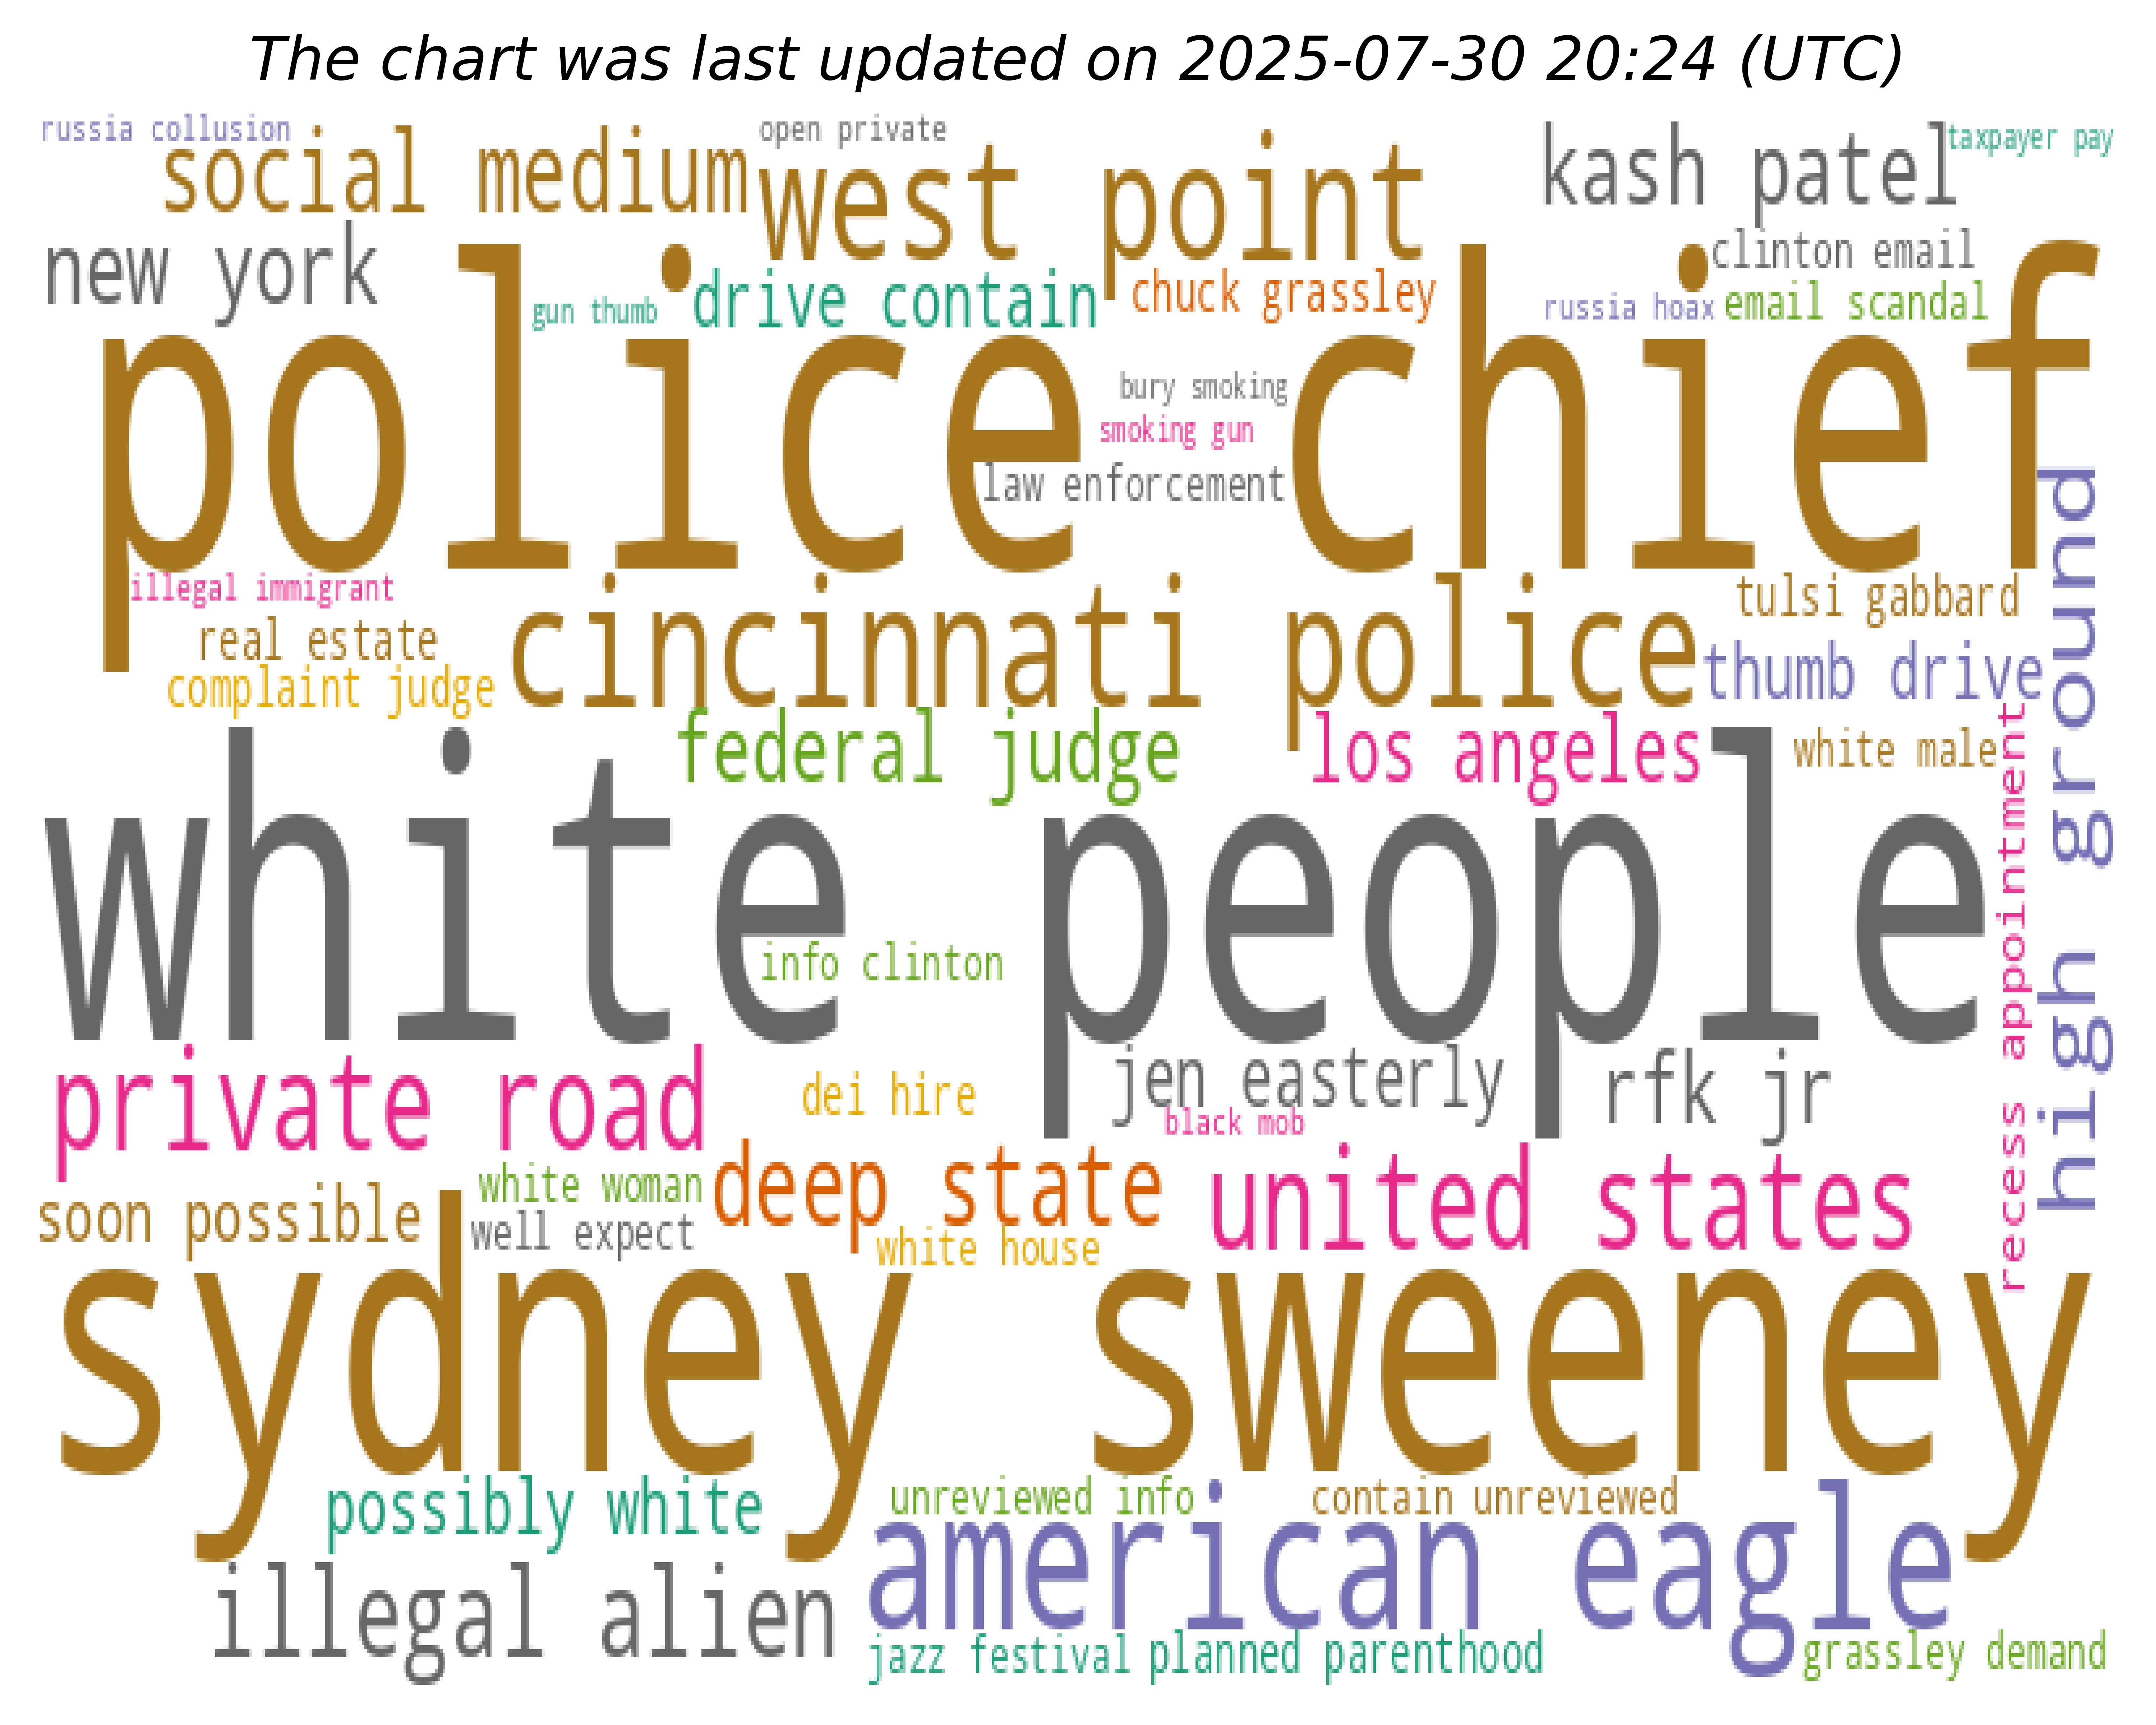 The chart was last updated on 2025-07-30 20:24 (UTC)
russia collusion
open private
taxpayer pay
social medium
west point
kash patel
new york
clinton email
gun thumb
drive contain
chuck grassley
russia hoax
email scandal
police chief
bury smoking
smoking gun
law enforcement
high ground
illegal immigrant
cincinnati police
tulsi gabbard
real estate
thumb drive
complaint judge
federal judge
los angeles
white male
recess appointment
white people
info clinton
private road
dei hire
jen easterly
rfk jr
black mob
white woman
deep state
united states
soon possible
well expect
white house
sydney sweeney
possibly white
unreviewed info
contain unreviewed
american eagle
illegal alien
jazz festival
planned parenthood
grassley demand